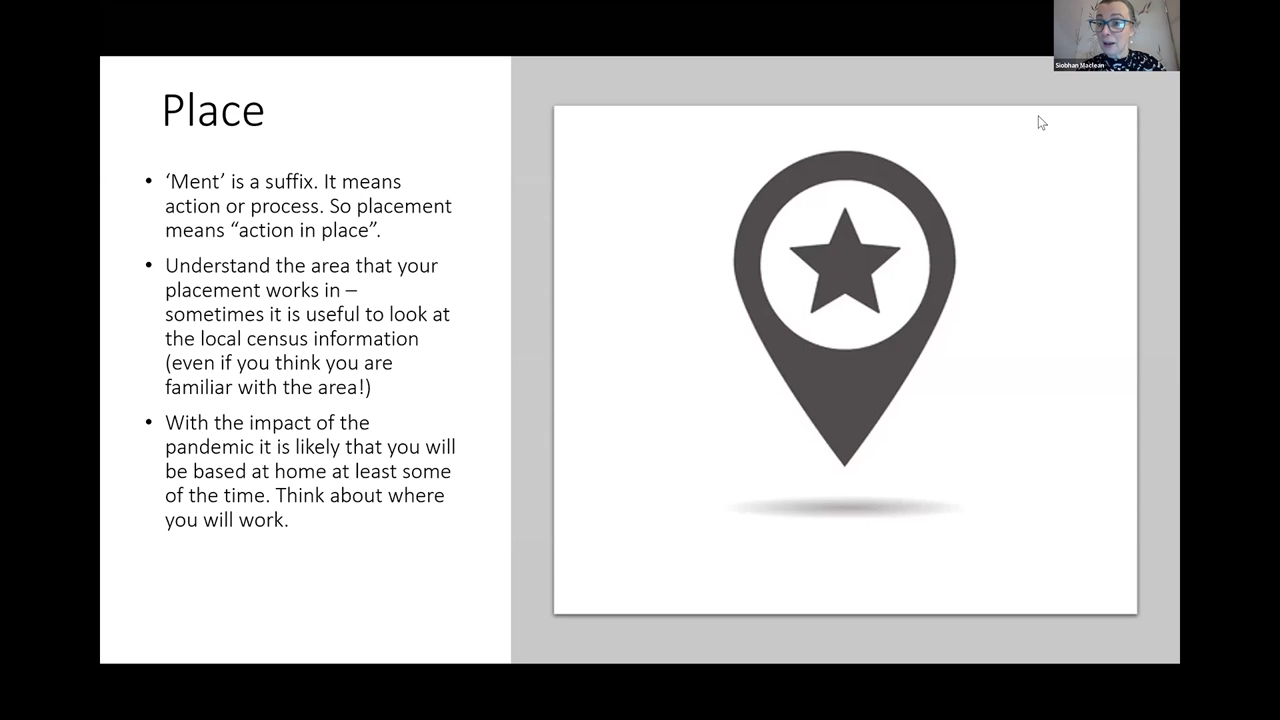 Siobhan Maclean
Place
• ‘Ment’ is a suffix. It means
action or process. So placement
means “action in place”.
• Understand the area that your
placement works in –
sometimes it is useful to look at
the local census information
(even if you think you are
familiar with the area!)
• With the impact of the
pandemic it is likely that you will
be based at home at least some
of the time. Think about where
you will work.